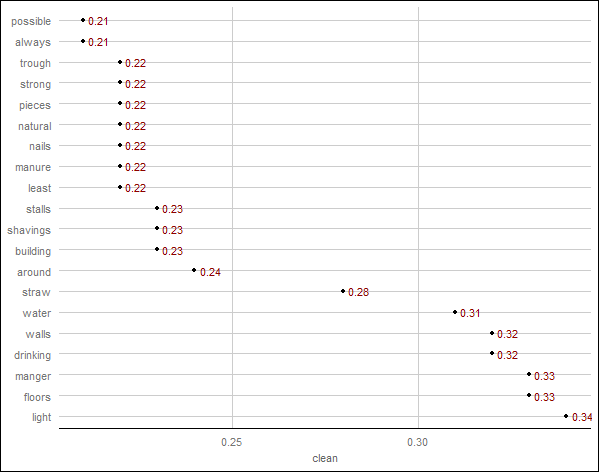 possible 0.21
always 0.21
trough 0.22
strong 0.22
pieces 0.22
natural 0.22
nails 0.22
manure 0.22
least 0.22
stalls 0.23
shavings 0.23
building 0.23
around 0.24
straw 0.28
water 0.31
walls 0.32
drinking 0.32
manger 0.33
floors 0.33
light 0.34
0.25 0.30
clean